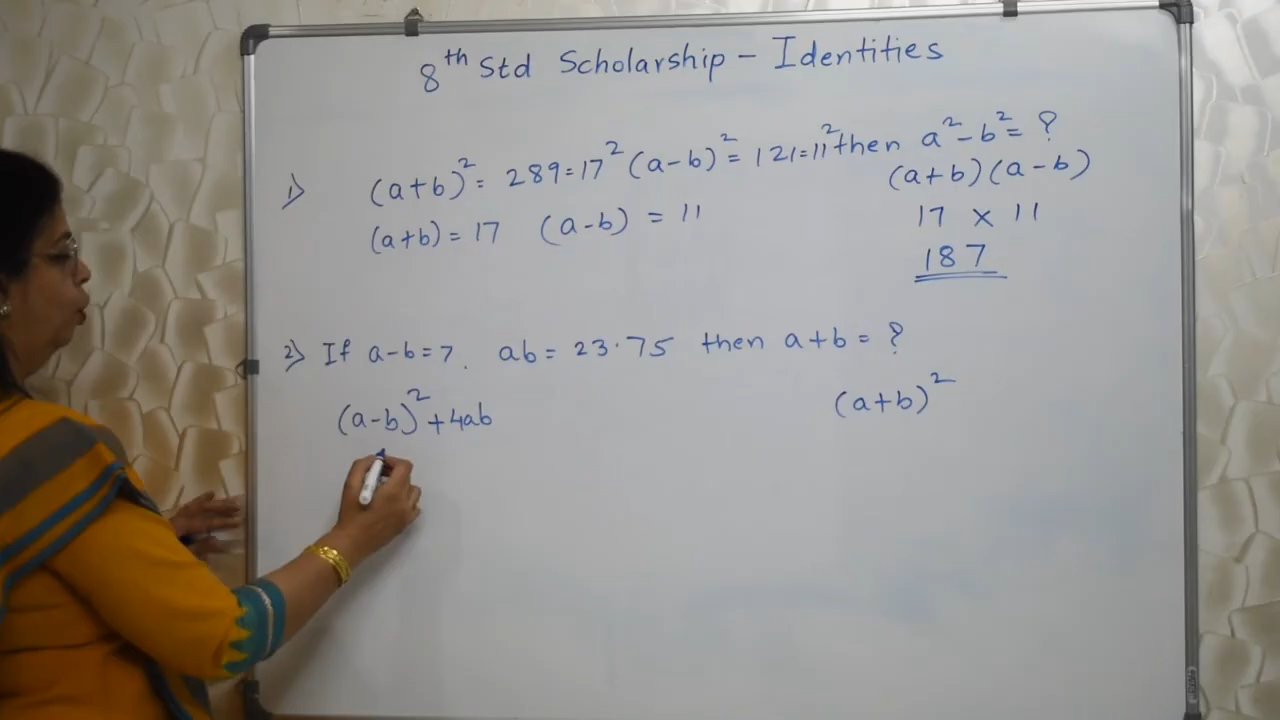 8th Std Scholarship - Identities
1) (a+b)² = 289 = 17² (a-b)² = 121 = 11² then a² - b² = ?
(a+b)(a-b)
(a+b) = 17 (a-b) = 11
17 × 11
187
2) If a-b=7. ab = 23.75 then a+b = ?
(a-b)² + 4ab
(a+b)²